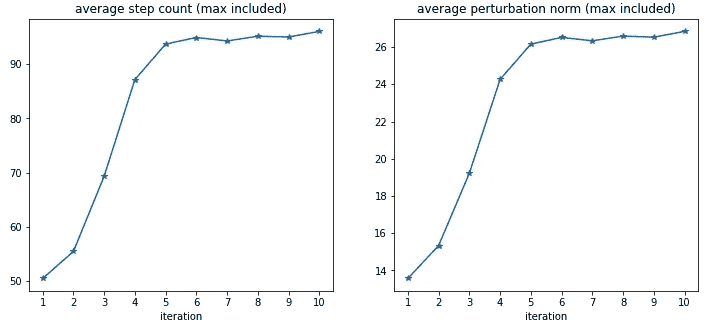 average step count (max included)
90
80
70
60
50
1 2 3 4 5 6 7 8 9 10
iteration
average perturbation norm (max included)
26
24
22
20
18
16
14
1 2 3 4 5 6 7 8 9 10
iteration